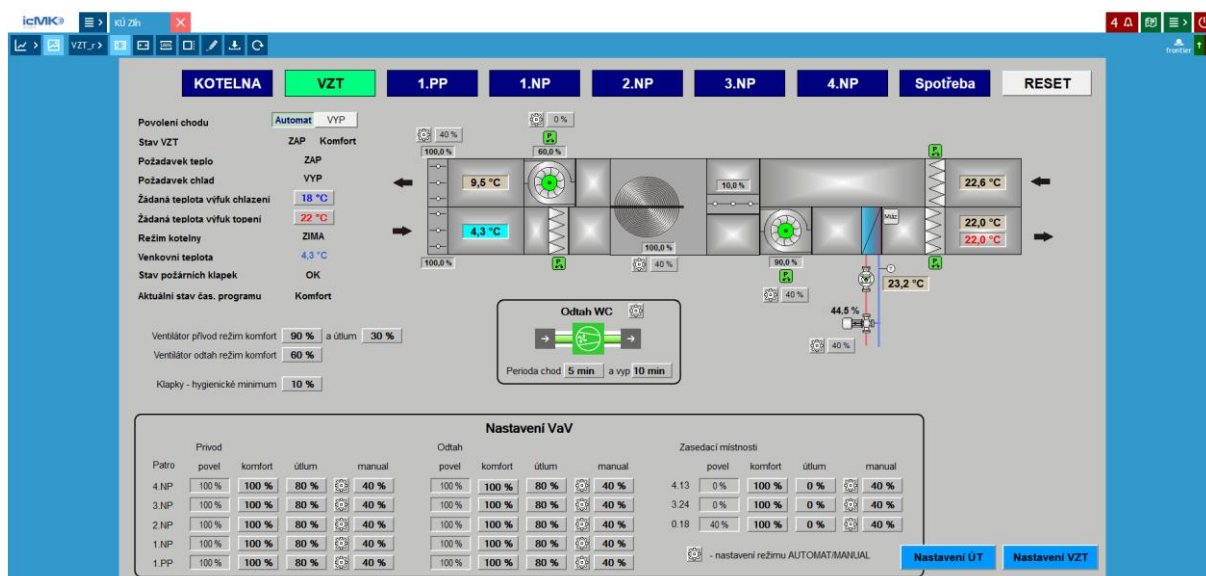 icMK
KÚ Zlín
4
VZT_r
frontier
KOTELNA VZT 1.PP 1.NP 2.NP 3.NP 4.NP Spotřeba RESET
Povolení chodu Automat VYP
Stav VZT ZAP Komfort
Požadavek teplo ZAP
Požadavek chlad VYP
Žádaná teplota výfuk chlazení 18 °C
Žádaná teplota výfuk topení 22 °C
Režim kotelny ZIMA
Venkovní teplota 4,3 °C
Stav požárních klapek OK
Aktuální stav čas. programu Komfort
40 % 0 %
100,0 % P 60,0 % P
9,5 °C 10,0 % 22,6 °C
4,3 °C Mráz 22,0 °C
22,0 °C
100,0 %
100,0 % P 40 % 90,0 % P
P T
40 % 23,2 °C
44,5 %
40 %
Odtah WC
Perioda chod 5 min a vyp 10 min
Ventilátor přívod režim komfort 90 % a útlum 30 %
Ventilátor odtah režim komfort 60 %
Klapky - hygienické minimum 10 %
Nastavení VaV
Privod Odtah Zasedací místnosti
Patro povel komfort útlum manual povel komfort útlum manual povel komfort útlum manual
4.NP 100 % 100 % 80 % 40 % 100 % 100 % 80 % 40 % 4.13 0 % 100 % 0 % 40 %
3.NP 100 % 100 % 80 % 40 % 100 % 100 % 80 % 40 % 3.24 0 % 100 % 0 % 40 %
2.NP 100 % 100 % 80 % 40 % 100 % 100 % 80 % 40 % 0.18 40 % 100 % 0 % 40 %
1.NP 100 % 100 % 80 % 40 % 100 % 100 % 80 % 40 %
1.PP 100 % 100 % 80 % 40 % 100 % 100 % 80 % 40 %
- nastavení režimu AUTOMAT/MANUAL Nastavení ÚT Nastavení VZT